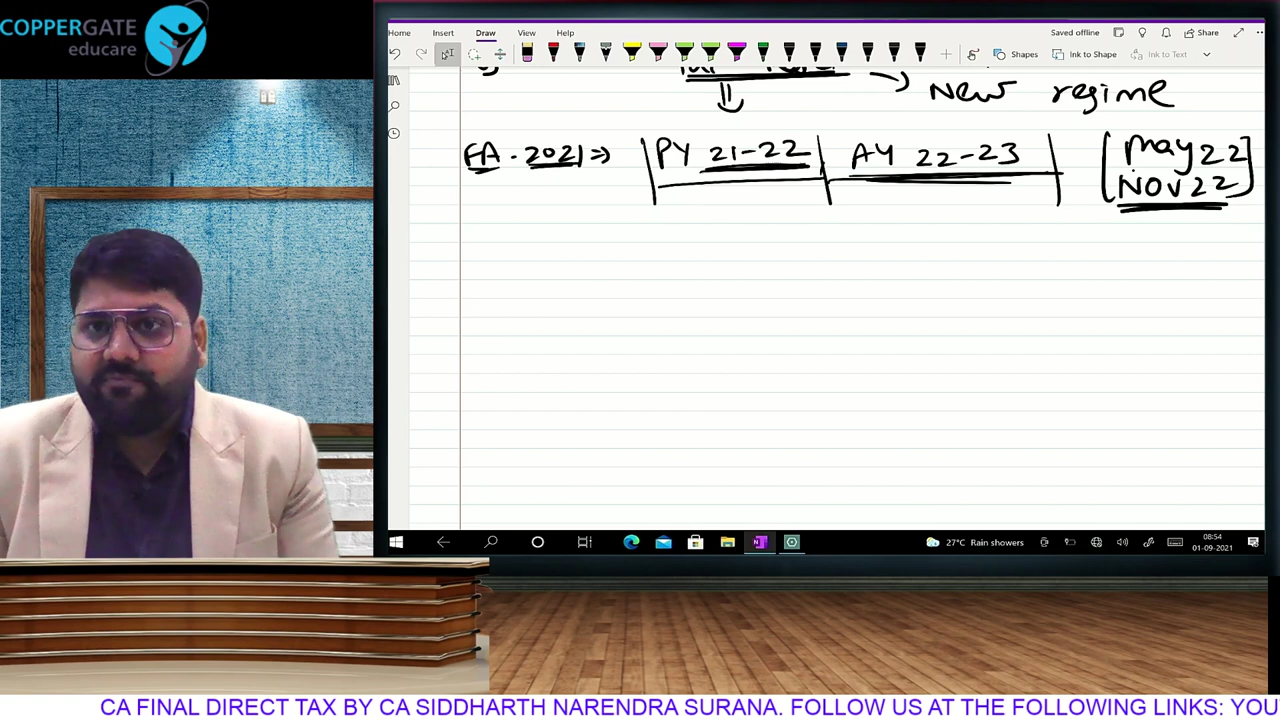 COPPERGATE
educare
Home Insert Draw View Help
Saved offline
Share
Shapes
Ink to Shape
Ink to Text
New regime
FA. 2021 ⇒ PY 21-22 AY 22-23 [May 22
NOV 22]
27°C Rain showers
08:54
01-09-2021
CA FINAL DIRECT TAX BY CA SIDDHARTH NARENDRA SURANA. FOLLOW US AT THE FOLLOWING LINKS: YOU